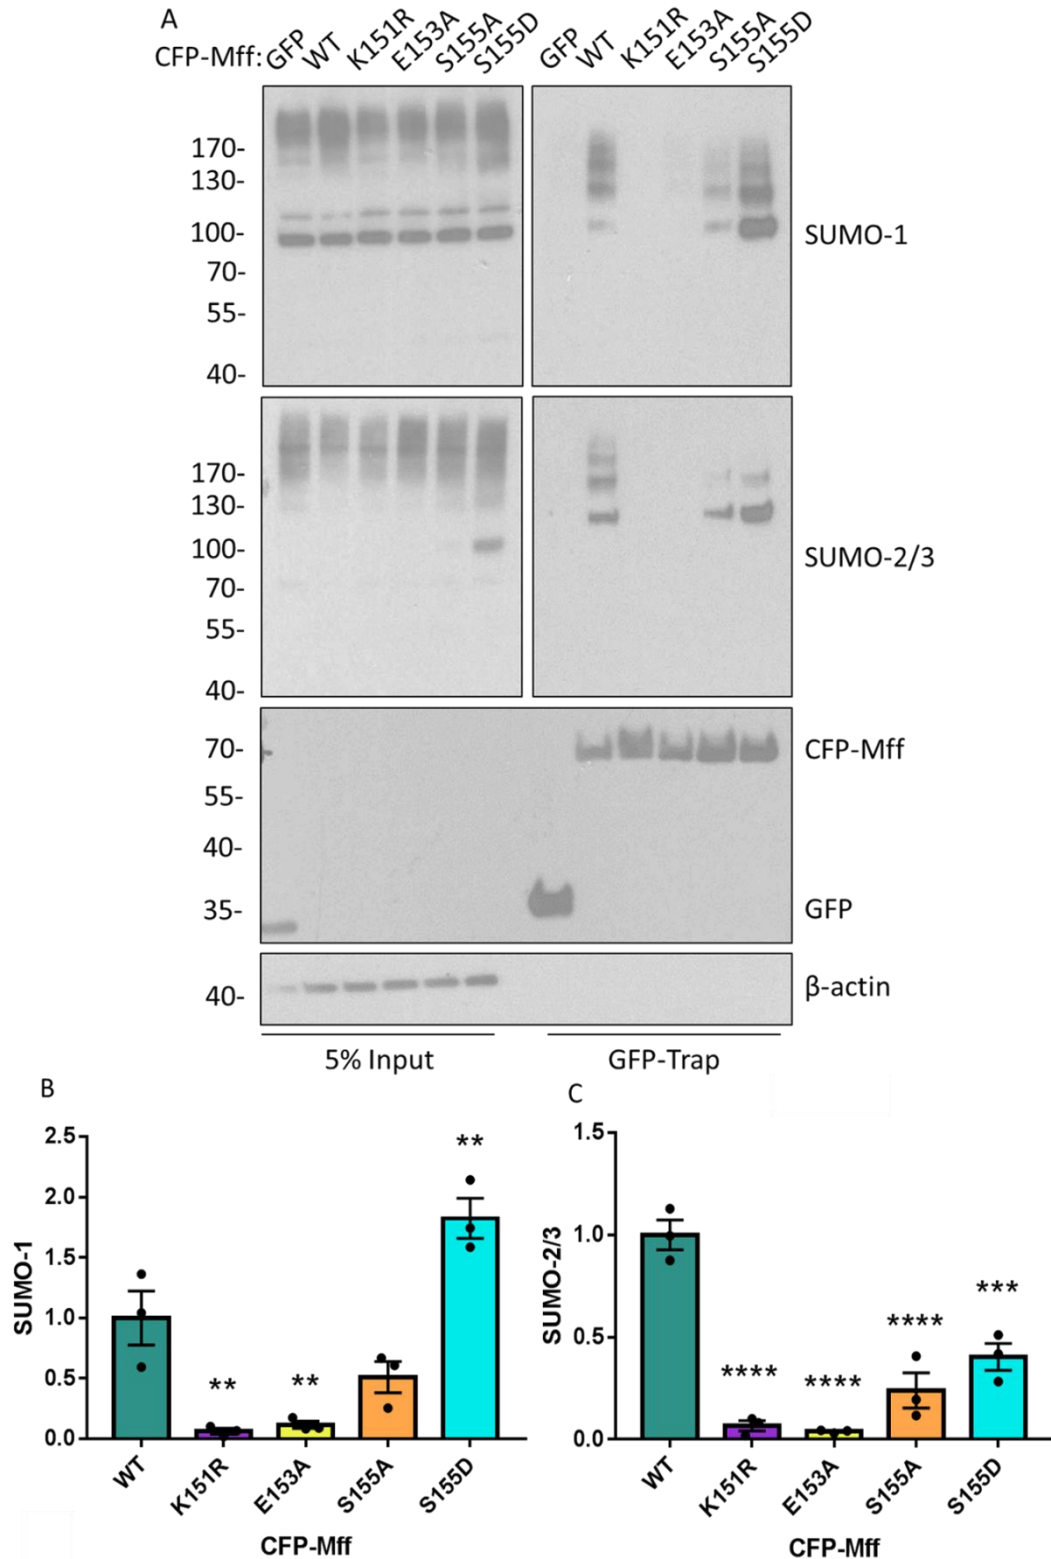 A
CFP-Mff: GFP WT K151R E153A S155A S155D GFP WT K151R E153A S155A S155D
170-
130-
100-
70-
55-
40-
SUMO-1
170-
130-
100-
70-
55-
40-
SUMO-2/3
70-
55-
40-
35-
CFP-Mff
GFP
40-
β-actin
5% Input GFP-Trap
B
2.5
2.0
1.5
1.0
0.5
0.0
SUMO-1
**
**
**
WT K151R E153A S155A S155D
CFP-Mff
C
1.5
1.0
0.5
0.0
SUMO-2/3
****
****
****
***
WT K151R E153A S155A S155D
CFP-Mff